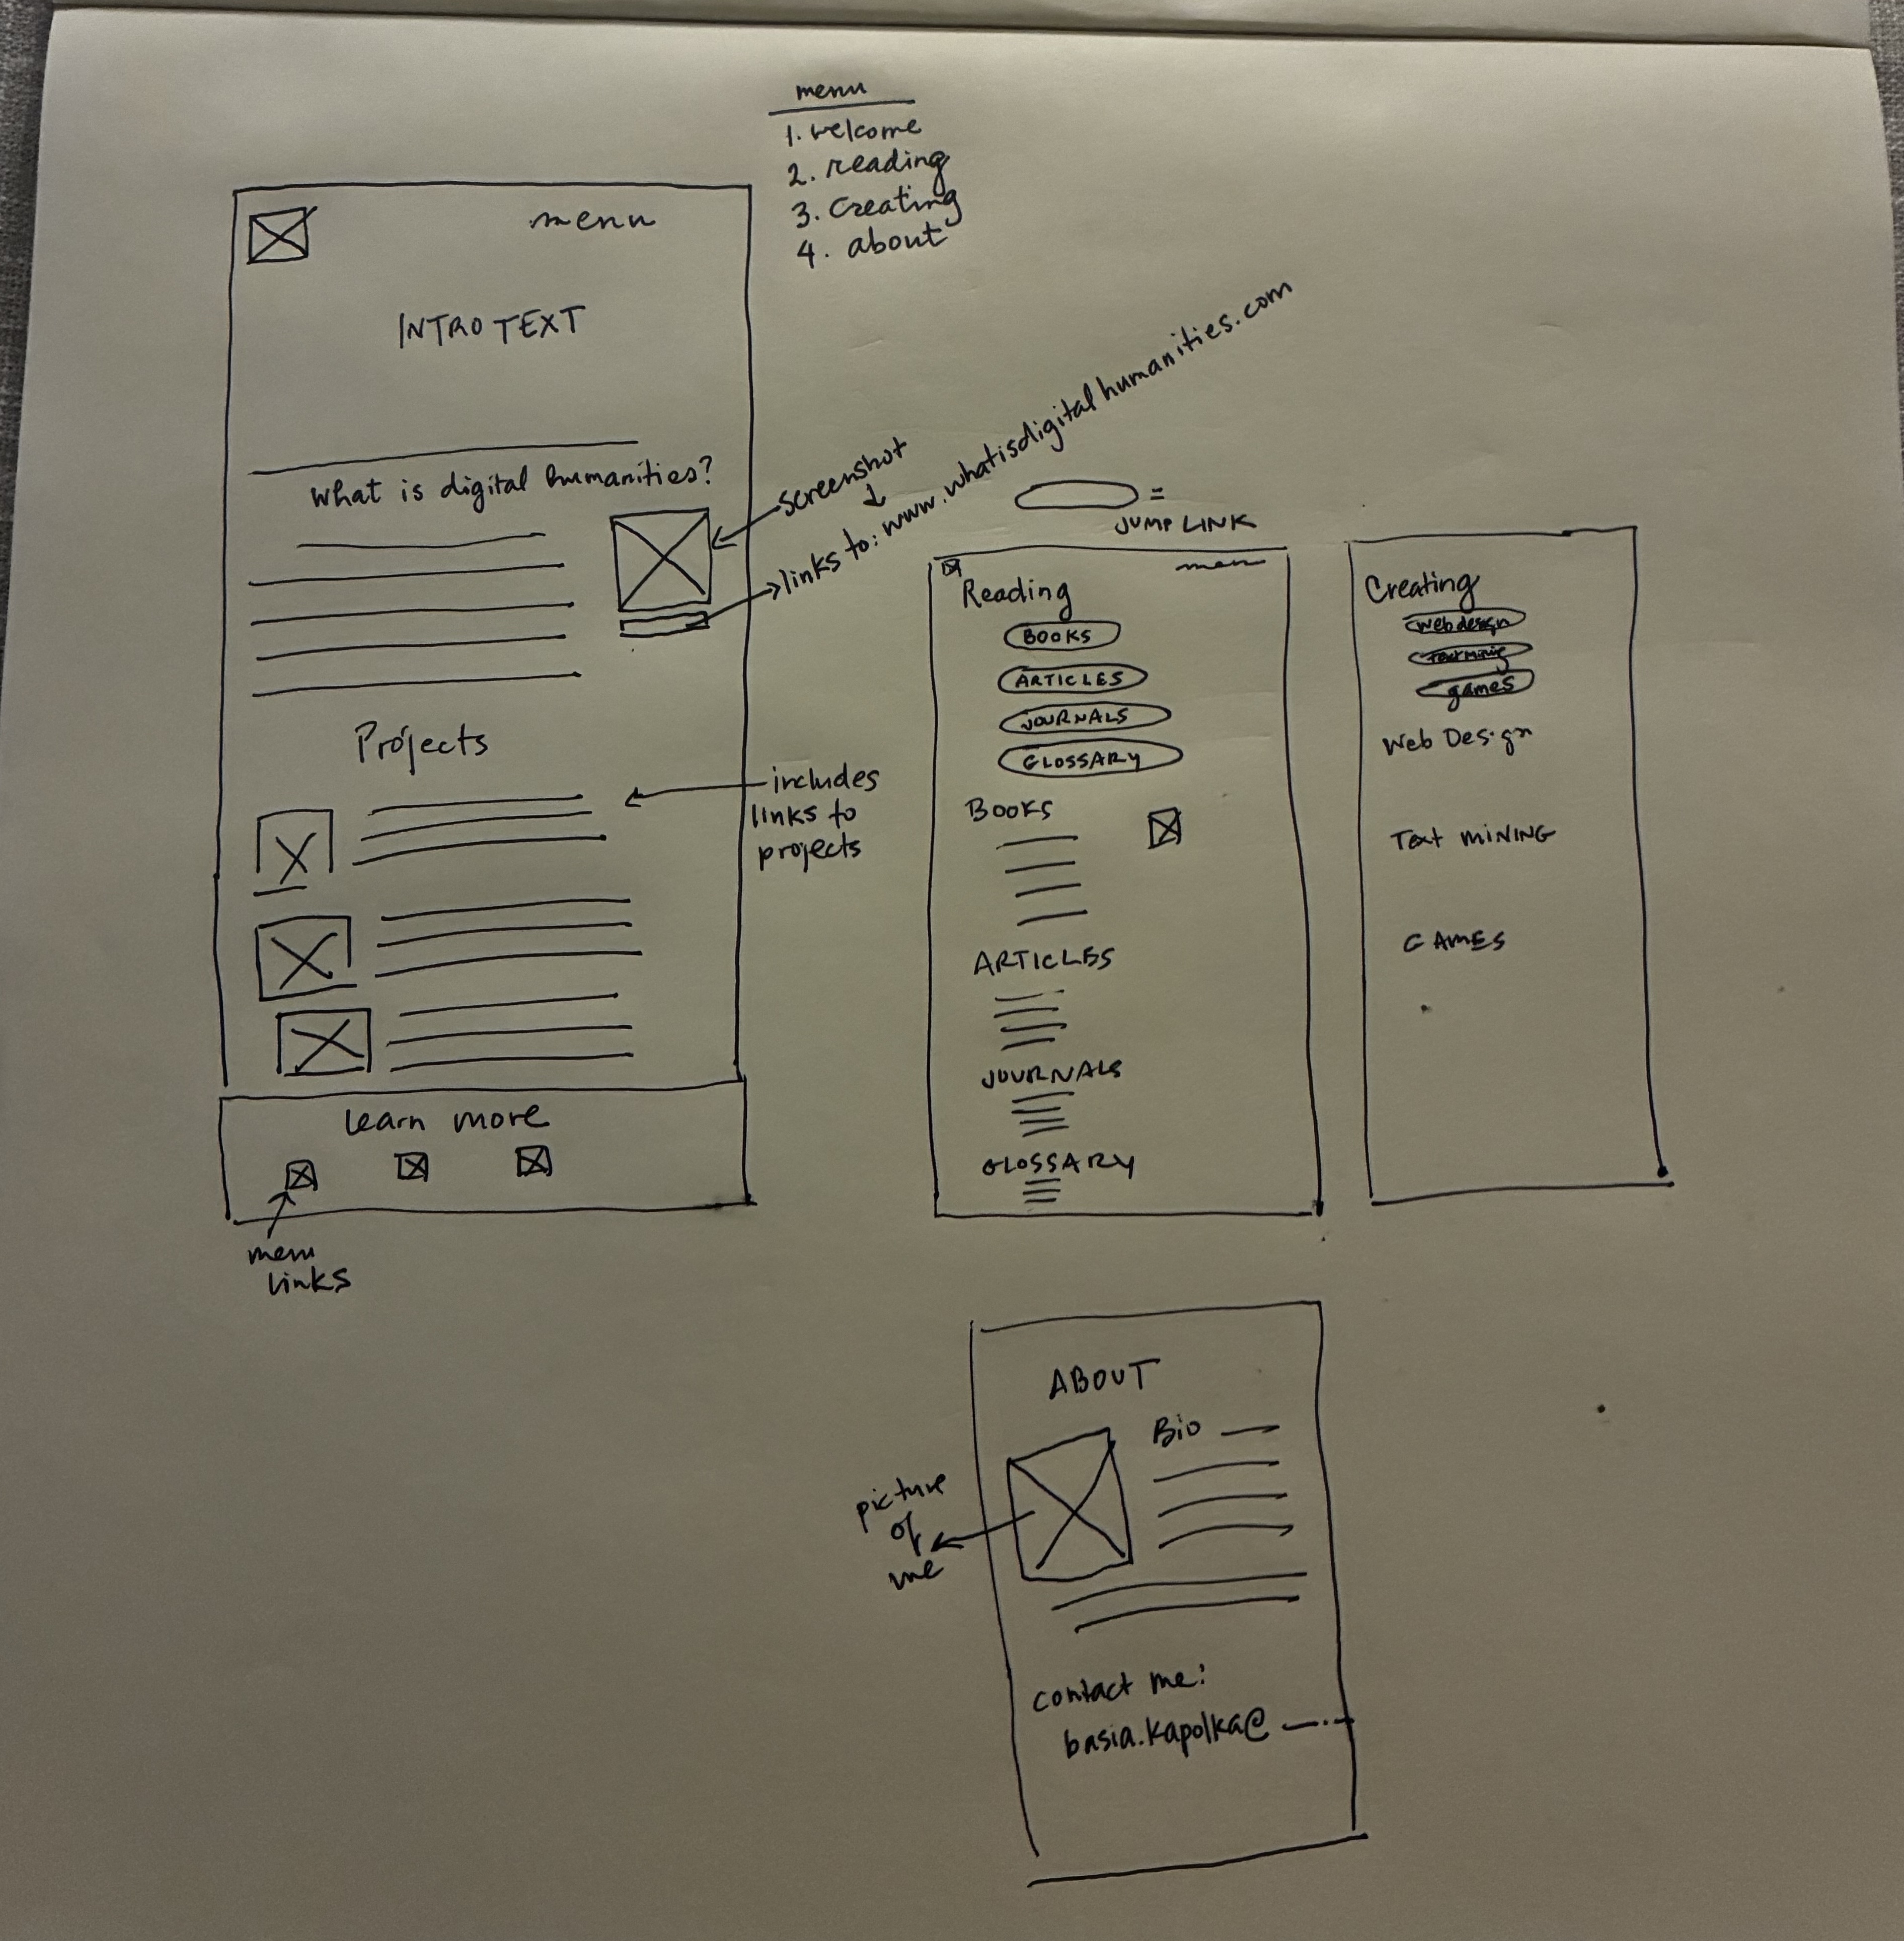 menu
1. welcome
2. reading
3. Creating
4. about
menu
INTRO TEXT
What is digital humanities?
screenshot
links to: www.whatisdigitalhumanities.com
Projects
includes
links to
projects
learn more
menu
links
=
JUMP LINK
menu
Reading
BOOKS
ARTICLES
JOURNALS
GLOSSARY
BOOKS
ARTICLES
JOURNALS
GLOSSARY
Creating
web design
text mining
games
Web Design
Text MINING
GAMES
ABOUT
Bio
picture
of
me
contact me:
basia.kapolka@